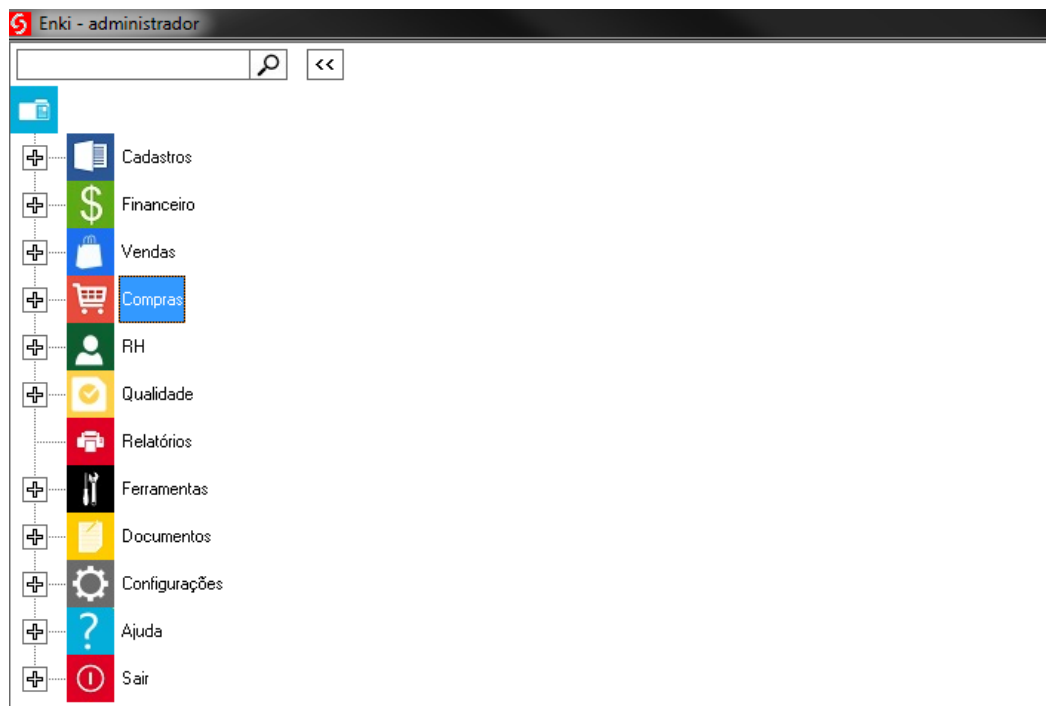 Enki - administrador
<<
Cadastros
Financeiro
Vendas
Compras
RH
Qualidade
Relatórios
Ferramentas
Documentos
Configurações
Ajuda
Sair